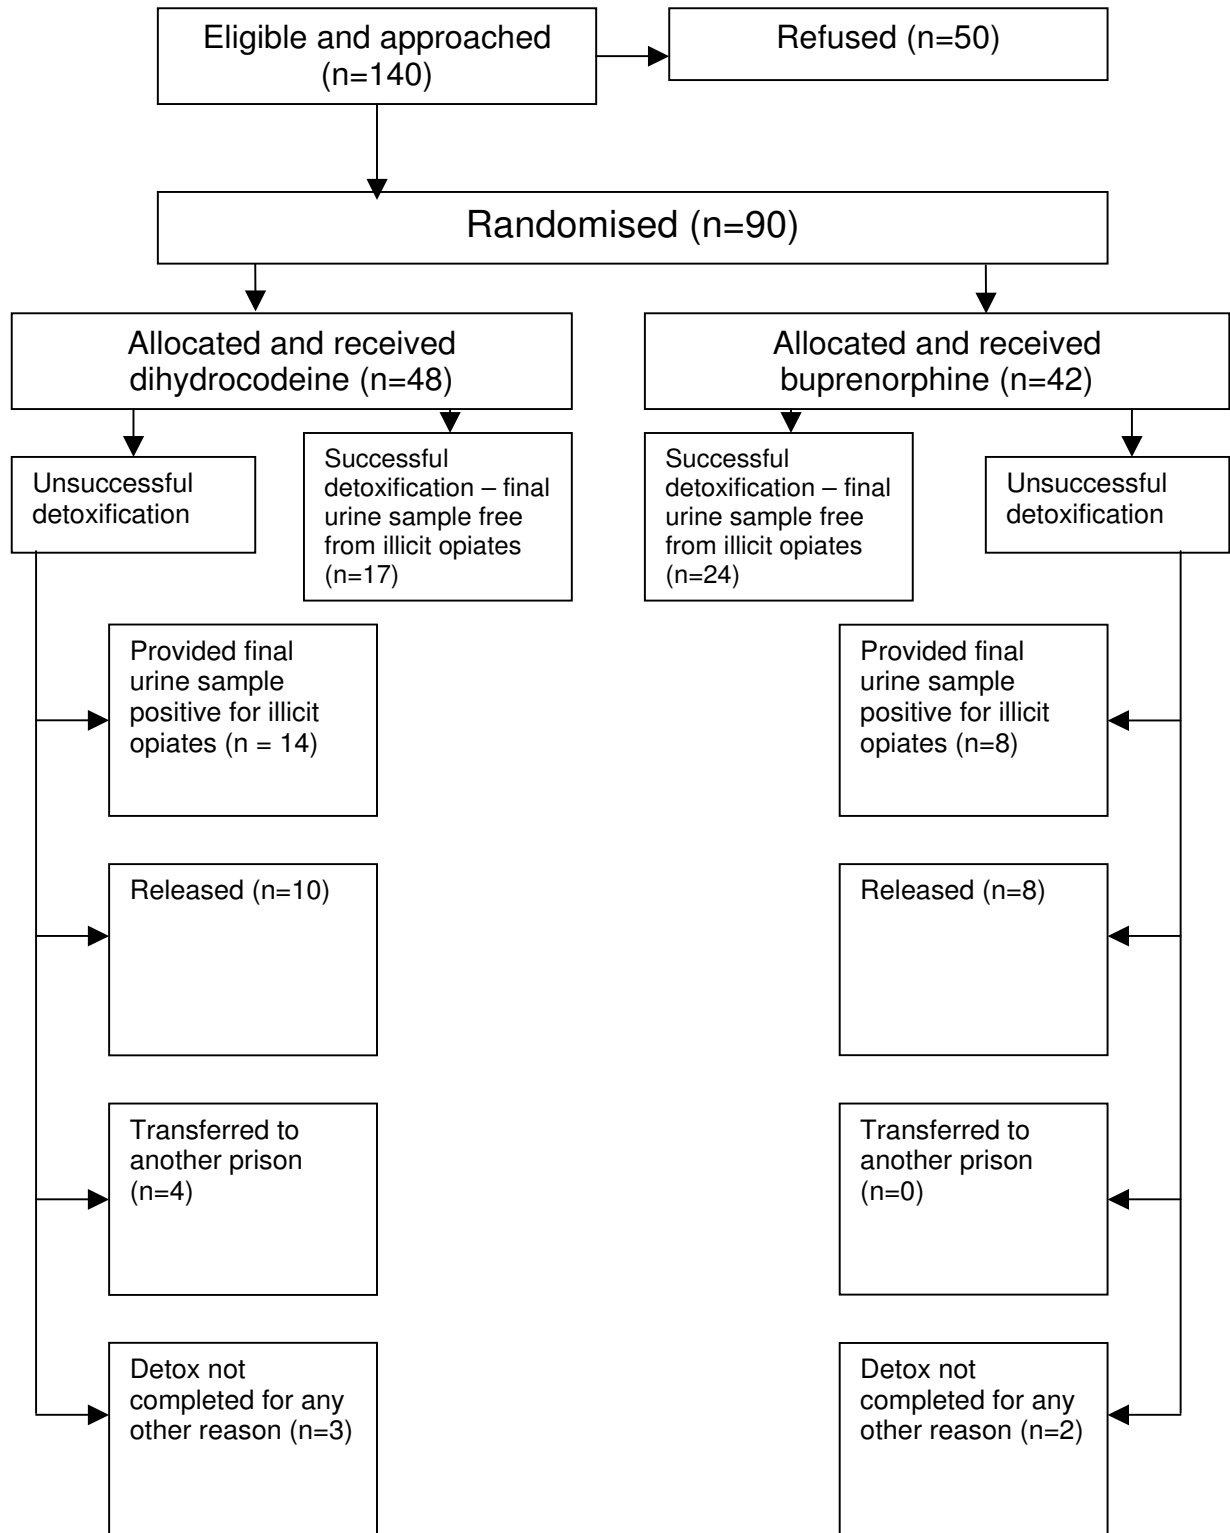 Eligible and approached
(n=140)
Refused (n=50)
Randomised (n=90)
Allocated and received
dihydrocodeine (n=48)
Allocated and received
buprenorphine (n=42)
Unsuccessful
detoxification
Successful
detoxification – final
urine sample free
from illicit opiates
(n=17)
Successful
detoxification – final
urine sample free
from illicit opiates
(n=24)
Unsuccessful
detoxification
Provided final
urine sample
positive for illicit
opiates (n = 14)
Provided final
urine sample
positive for illicit
opiates (n=8)
Released (n=10)
Released (n=8)
Transferred to
another prison
(n=4)
Transferred to
another prison
(n=0)
Detox not
completed for any
other reason (n=3)
Detox not
completed for any
other reason (n=2)